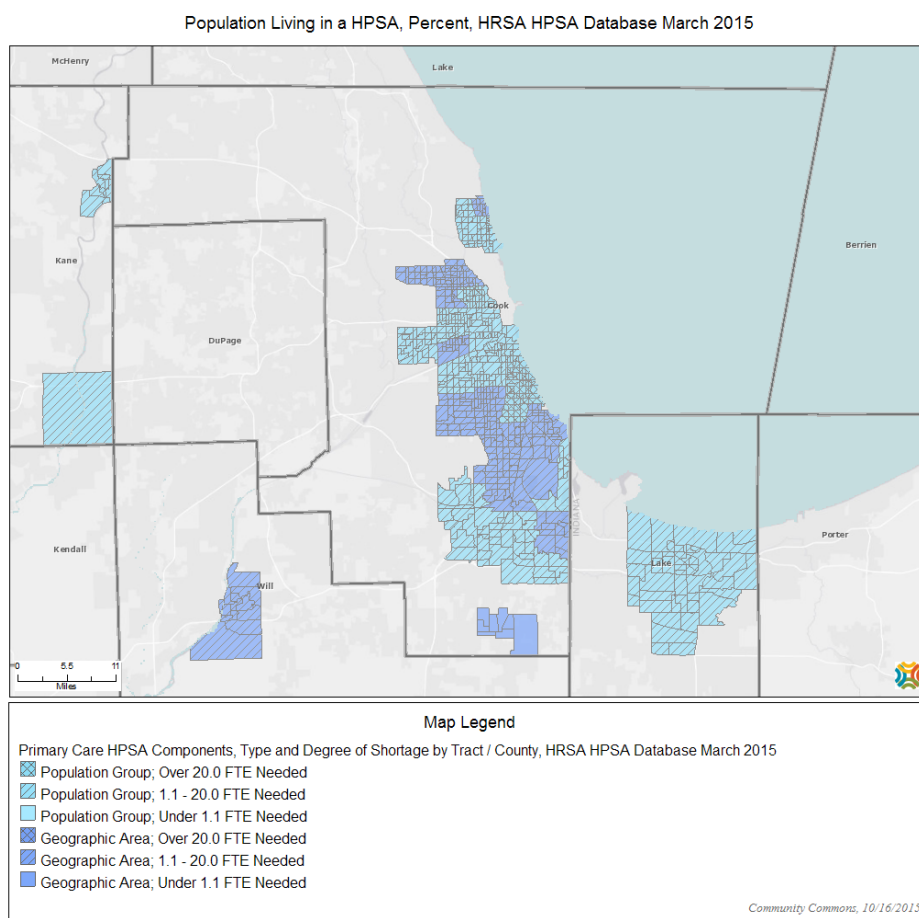 Population Living in a HPSA, Percent, HRSA HPSA Database March 2015
McHenry
Lake
Kane
Berrien
Cook
DuPage
INDIANA
Kendall
Will
Lake
Porter
0 5.5 11
Miles
Map Legend
Primary Care HPSA Components, Type and Degree of Shortage by Tract / County, HRSA HPSA Database March 2015
Population Group; Over 20.0 FTE Needed
Population Group; 1.1 - 20.0 FTE Needed
Population Group; Under 1.1 FTE Needed
Geographic Area; Over 20.0 FTE Needed
Geographic Area; 1.1 - 20.0 FTE Needed
Geographic Area; Under 1.1 FTE Needed
Community Commons, 10/16/2015